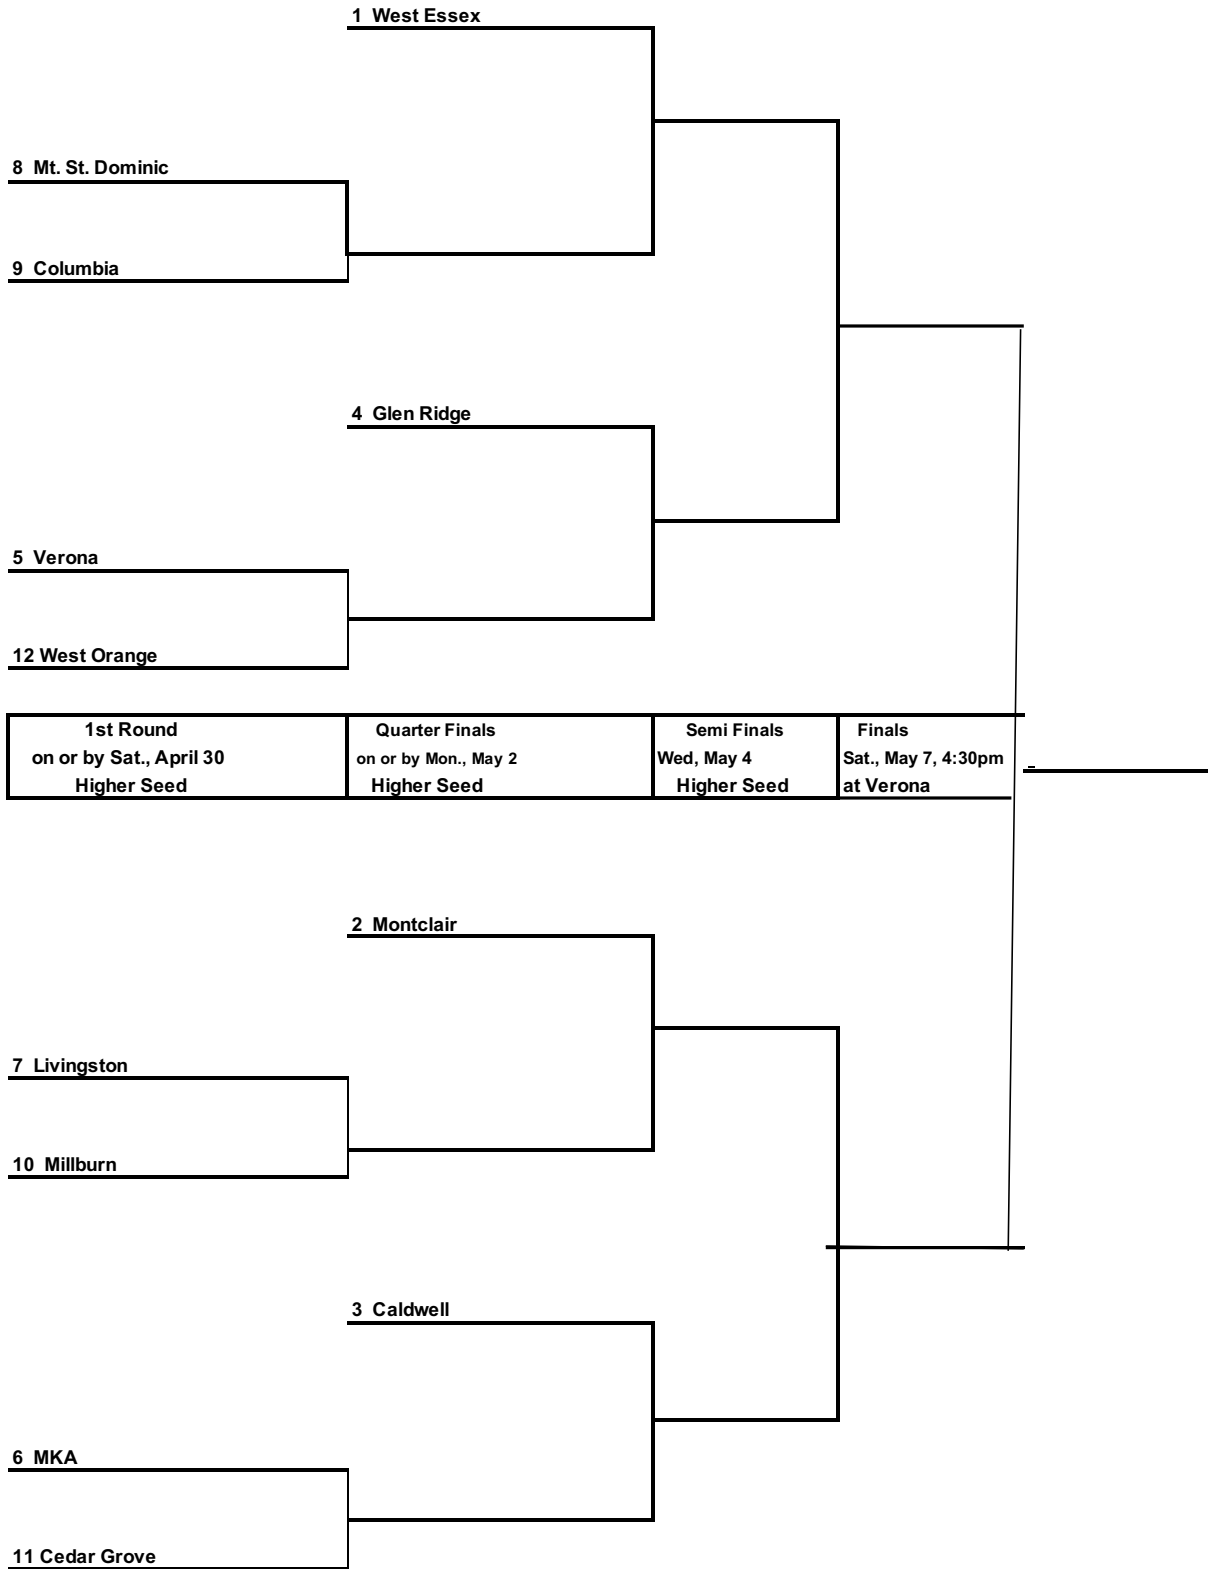 1 West Essex
8 Mt. St. Dominic
9 Columbia
4 Glen Ridge
5 Verona
12 West Orange
1st Round
on or by Sat., April 30
Higher Seed
Quarter Finals
on or by Mon., May 2
Higher Seed
Semi Finals
Wed, May 4
Higher Seed
Finals
Sat., May 7, 4:30pm
at Verona
2 Montclair
7 Livingston
10 Millburn
3 Caldwell
6 MKA
11 Cedar Grove